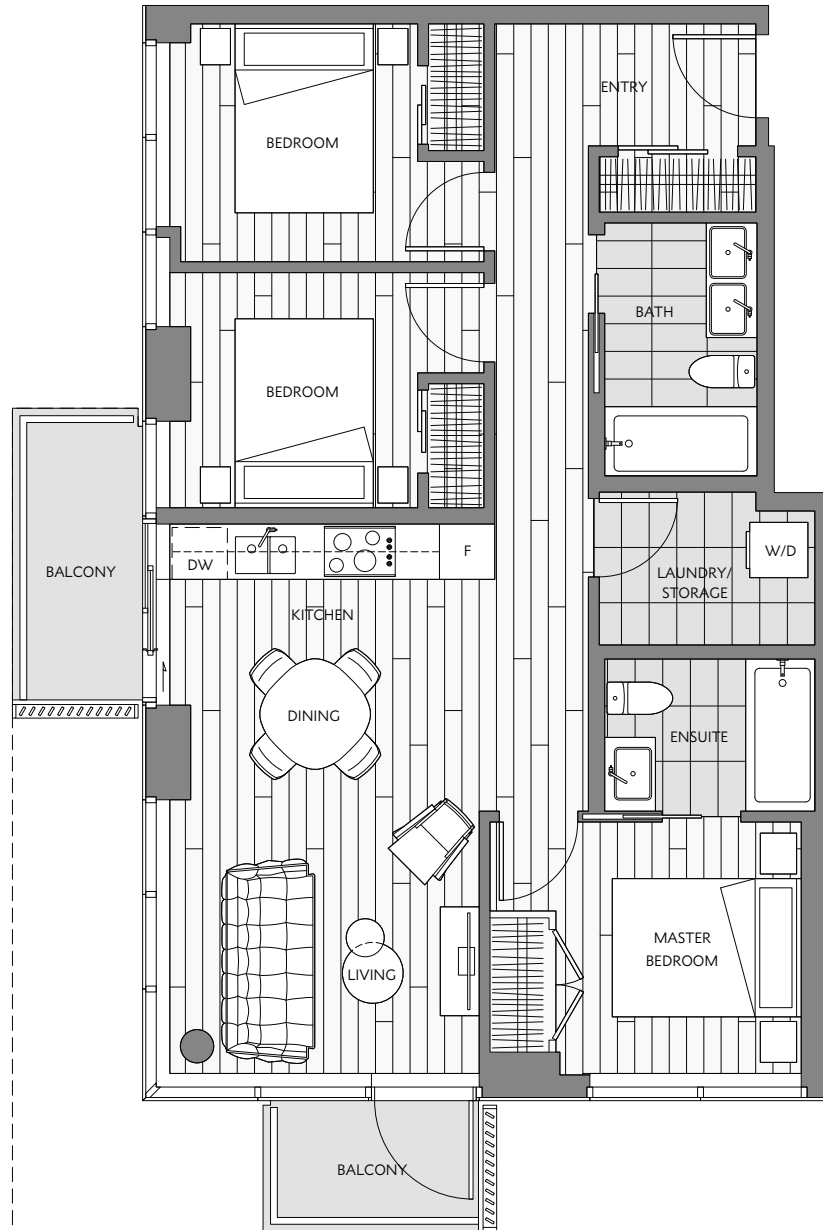 ENTRY
BEDROOM
BATH
BEDROOM
F
W/D
DW
BALCONY
LAUNDRY/
STORAGE
KITCHEN
DINING
ENSUITE
MASTER
BEDROOM
LIVING
BALCONY